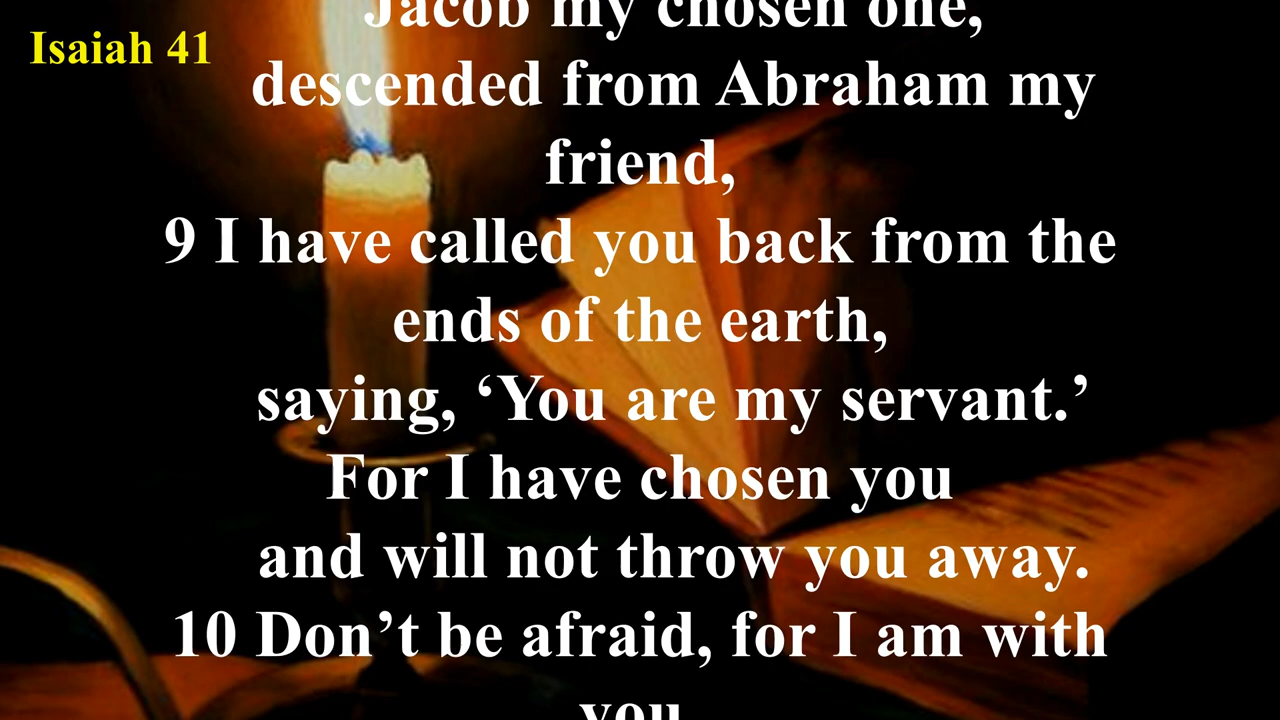 Isaiah 41
Jacob my chosen one,
descended from Abraham my
friend,
9 I have called you back from the
ends of the earth,
saying, ‘You are my servant.’
For I have chosen you
and will not throw you away.
10 Don’t be afraid, for I am with
you